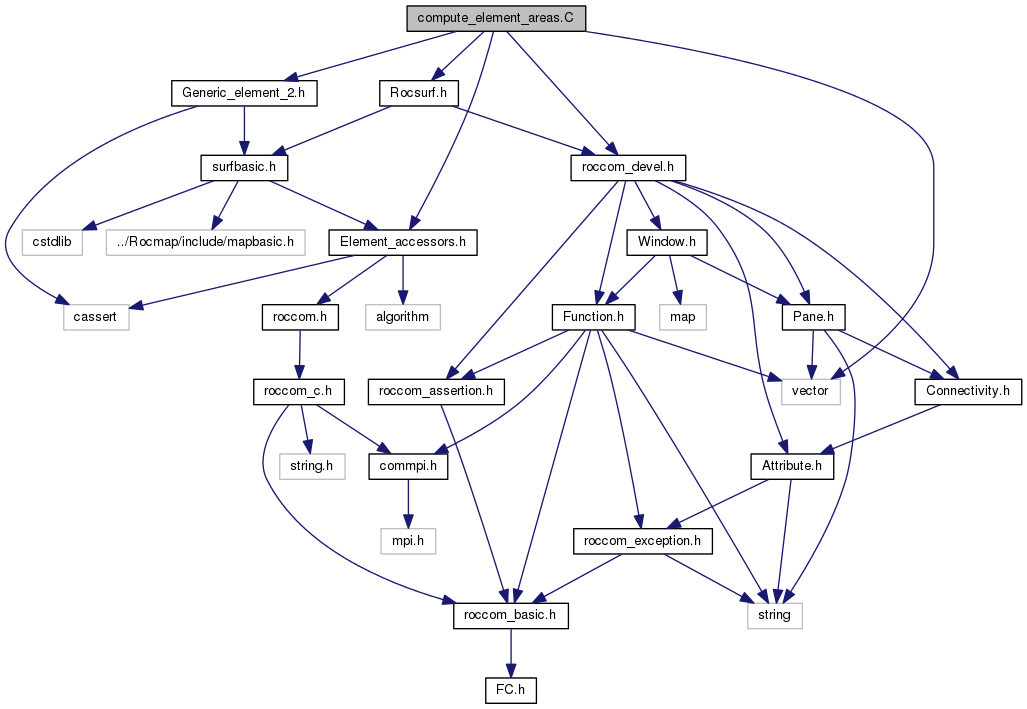 compute_element_areas.C
Generic_element_2.h
Rocsurf.h
surfbasic.h
roccom_devel.h
cstdlib
../Rocmap/include/mapbasic.h
Element_accessors.h
Window.h
cassert
roccom.h
algorithm
Function.h
map
Pane.h
roccom_c.h
roccom_assertion.h
vector
Connectivity.h
string.h
commpi.h
Attribute.h
mpi.h
roccom_exception.h
roccom_basic.h
string
FC.h